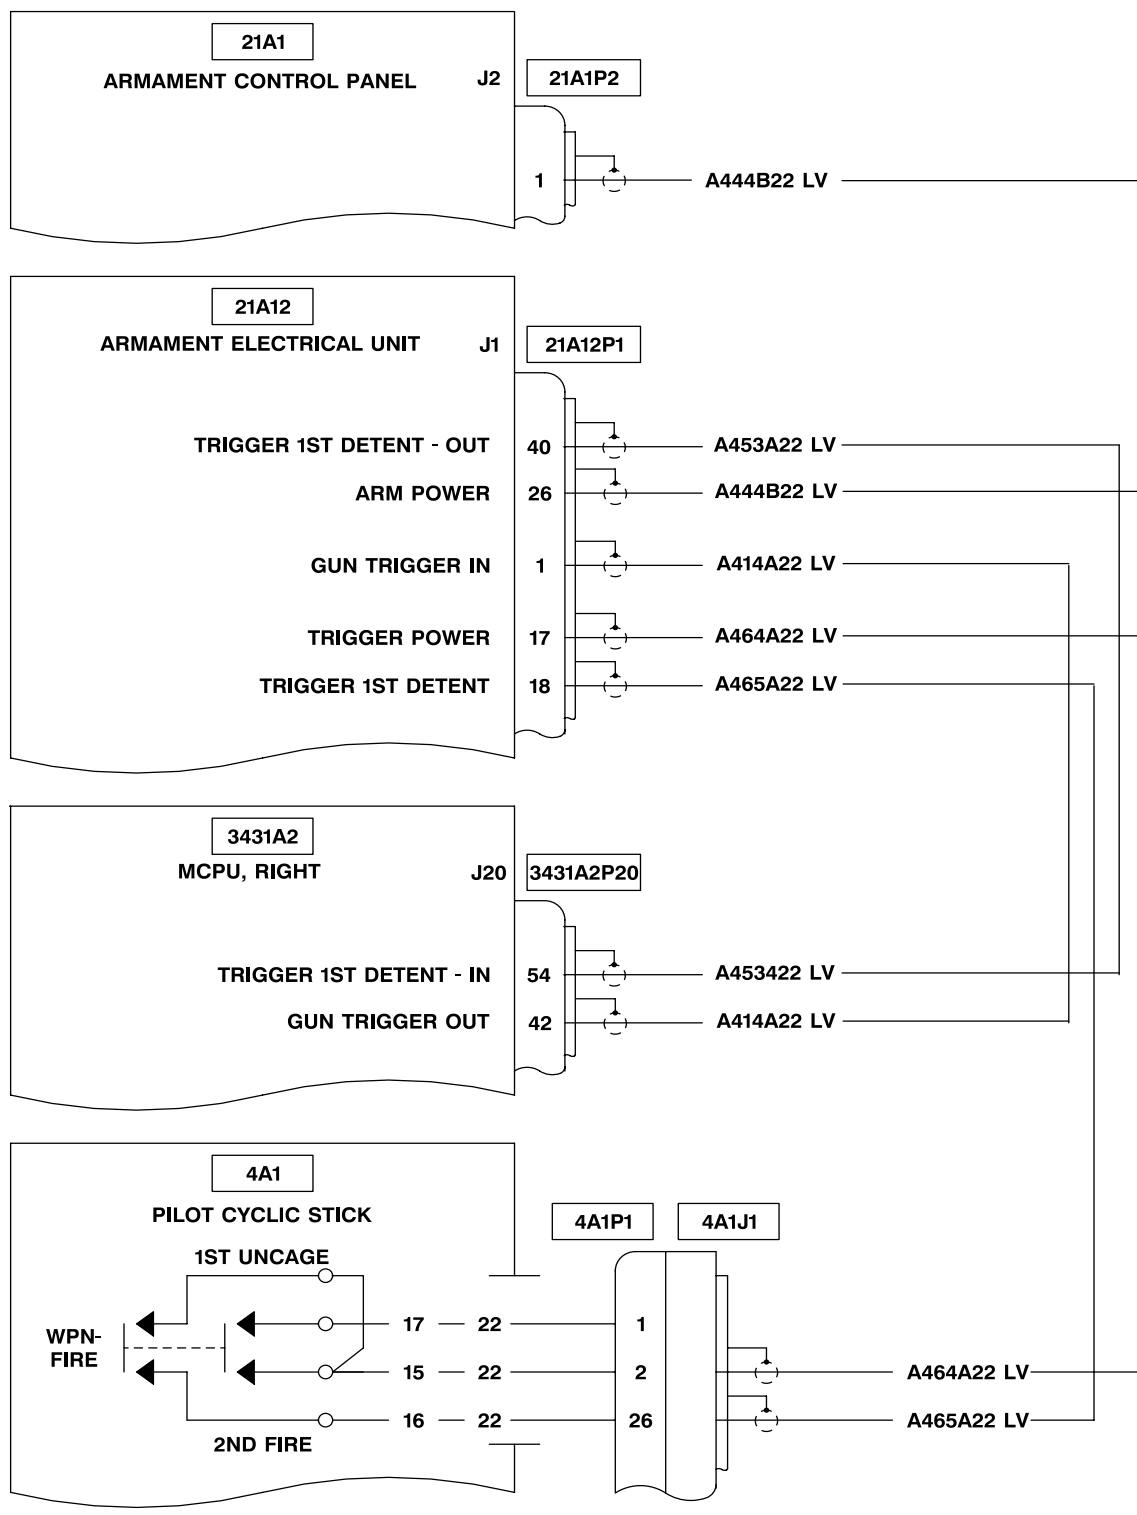 21A1
ARMAMENT CONTROL PANEL
J2
21A1P2
1
A444B22 LV
21A12
ARMAMENT ELECTRICAL UNIT
J1
21A12P1
TRIGGER 1ST DETENT - OUT
40
A453A22 LV
ARM POWER
26
A444B22 LV
GUN TRIGGER IN
1
A414A22 LV
TRIGGER POWER
17
A464A22 LV
TRIGGER 1ST DETENT
18
A465A22 LV
3431A2
MCPU, RIGHT
J20
3431A2P20
TRIGGER 1ST DETENT - IN
54
A453422 LV
GUN TRIGGER OUT
42
A414A22 LV
4A1
PILOT CYCLIC STICK
4A1P1
4A1J1
1ST UNCAGE
WPN-
FIRE
17
22
1
15
22
2
A464A22 LV
16
22
26
A465A22 LV
2ND FIRE